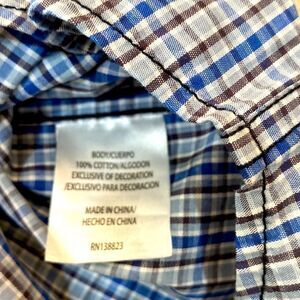 BODY/CUERPO
100% COTTON/ALGODON
EXCLUSIVE OF DECORATION
/EXCLUSIVO PARA DECORACION
MADE IN CHINA/
HECHO EN CHINA
RN138823